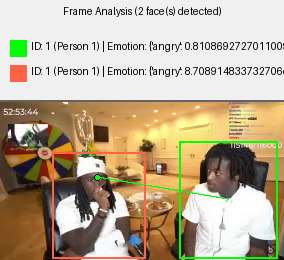 Frame Analysis (2 face(s) detected)
ID: 1 (Person 1) | Emotion: {'angry': 0.810869272701100
ID: 1 (Person 1) | Emotion: {'angry': 8.708914833732706
52:53:44